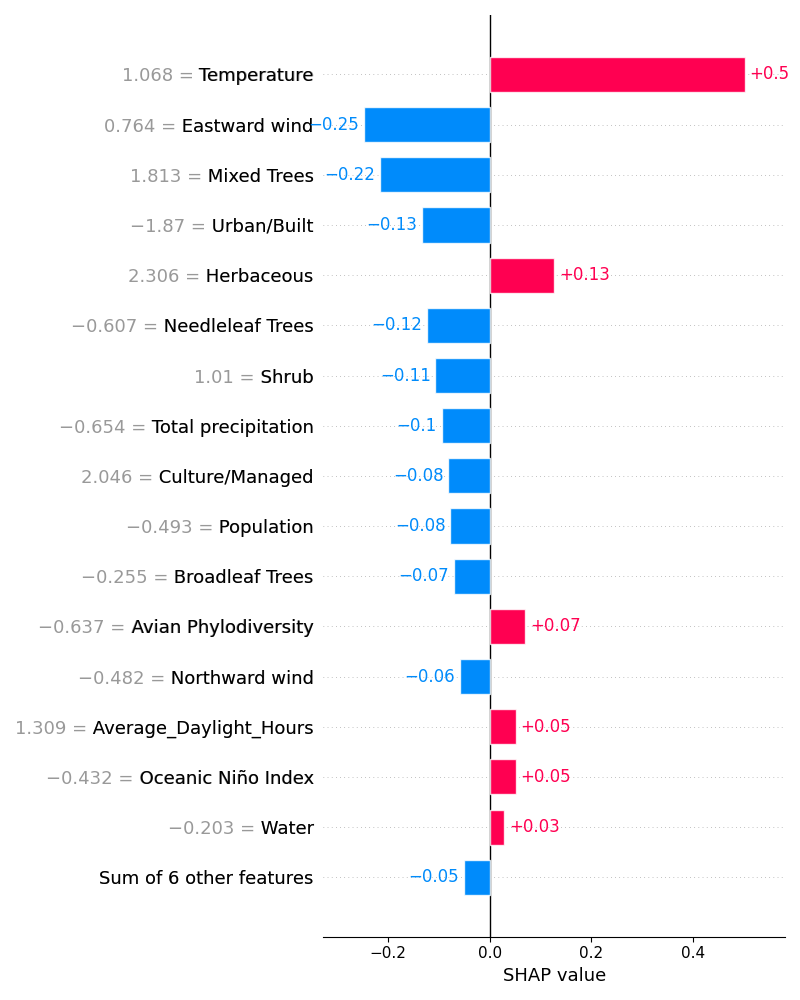 1.068 = Temperature +0.5
0.764 = Eastward wind −0.25
1.813 = Mixed Trees −0.22
−1.87 = Urban/Built −0.13
2.306 = Herbaceous +0.13
−0.607 = Needleleaf Trees −0.12
1.01 = Shrub −0.11
−0.654 = Total precipitation −0.1
2.046 = Culture/Managed −0.08
−0.493 = Population −0.08
−0.255 = Broadleaf Trees −0.07
−0.637 = Avian Phylodiversity +0.07
−0.482 = Northward wind −0.06
1.309 = Average_Daylight_Hours +0.05
−0.432 = Oceanic Niño Index +0.05
−0.203 = Water +0.03
Sum of 6 other features −0.05
−0.2 0.0 0.2 0.4
SHAP value